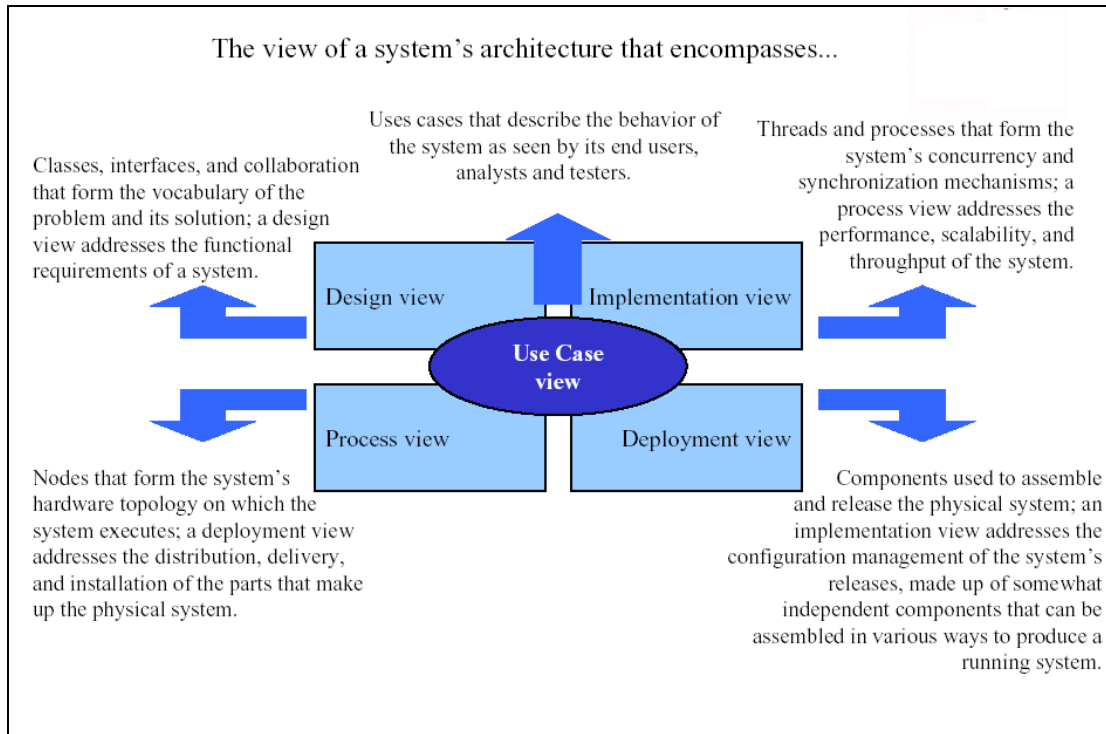 The view of a system’s architecture that encompasses...
Uses cases that describe the behavior of
the system as seen by its end users,
analysts and testers.
Classes, interfaces, and collaboration
that form the vocabulary of the
problem and its solution; a design
view addresses the functional
requirements of a system.
Threads and processes that form the
system’s concurrency and
synchronization mechanisms; a
process view addresses the
performance, scalability, and
throughput of the system.
Design view
Implementation view
Use Case
view
Process view
Deployment view
Nodes that form the system’s
hardware topology on which the
system executes; a deployment view
addresses the distribution, delivery,
and installation of the parts that make
up the physical system.
Components used to assemble
and release the physical system; an
implementation view addresses the
configuration management of the system’s
releases, made up of somewhat
independent components that can be
assembled in various ways to produce a
running system.